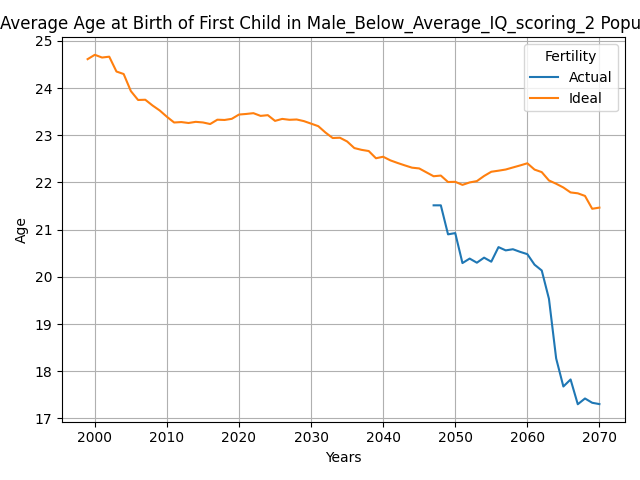 Average Age at Birth of First Child in Male_Below_Average_IQ_scoring_2 Popu
25
24
23
22
21
20
19
18
17
Age
2000 2010 2020 2030 2040 2050 2060 2070
Years
Fertility
Actual
Ideal